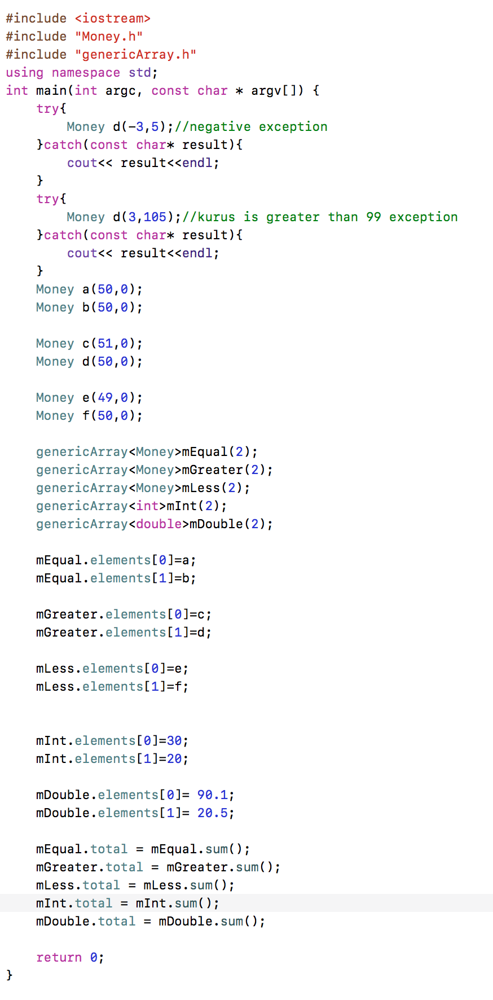 #include <iostream>
#include "Money.h"
#include "genericArray.h"
using namespace std;
int main(int argc, const char * argv[]) {
    try{
        Money d(-3,5);//negative exception
    }catch(const char* result){
        cout<< result<<endl;
    }
    try{
        Money d(3,105);//kurus is greater than 99 exception
    }catch(const char* result){
        cout<< result<<endl;
    }
    Money a(50,0);
    Money b(50,0);

    Money c(51,0);
    Money d(50,0);

    Money e(49,0);
    Money f(50,0);

    genericArray<Money>mEqual(2);
    genericArray<Money>mGreater(2);
    genericArray<Money>mLess(2);
    genericArray<int>mInt(2);
    genericArray<double>mDouble(2);

    mEqual.elements[0]=a;
    mEqual.elements[1]=b;

    mGreater.elements[0]=c;
    mGreater.elements[1]=d;

    mLess.elements[0]=e;
    mLess.elements[1]=f;


    mInt.elements[0]=30;
    mInt.elements[1]=20;

    mDouble.elements[0]= 90.1;
    mDouble.elements[1]= 20.5;

    mEqual.total = mEqual.sum();
    mGreater.total = mGreater.sum();
    mLess.total = mLess.sum();
    mInt.total = mInt.sum();
    mDouble.total = mDouble.sum();

    return 0;
}